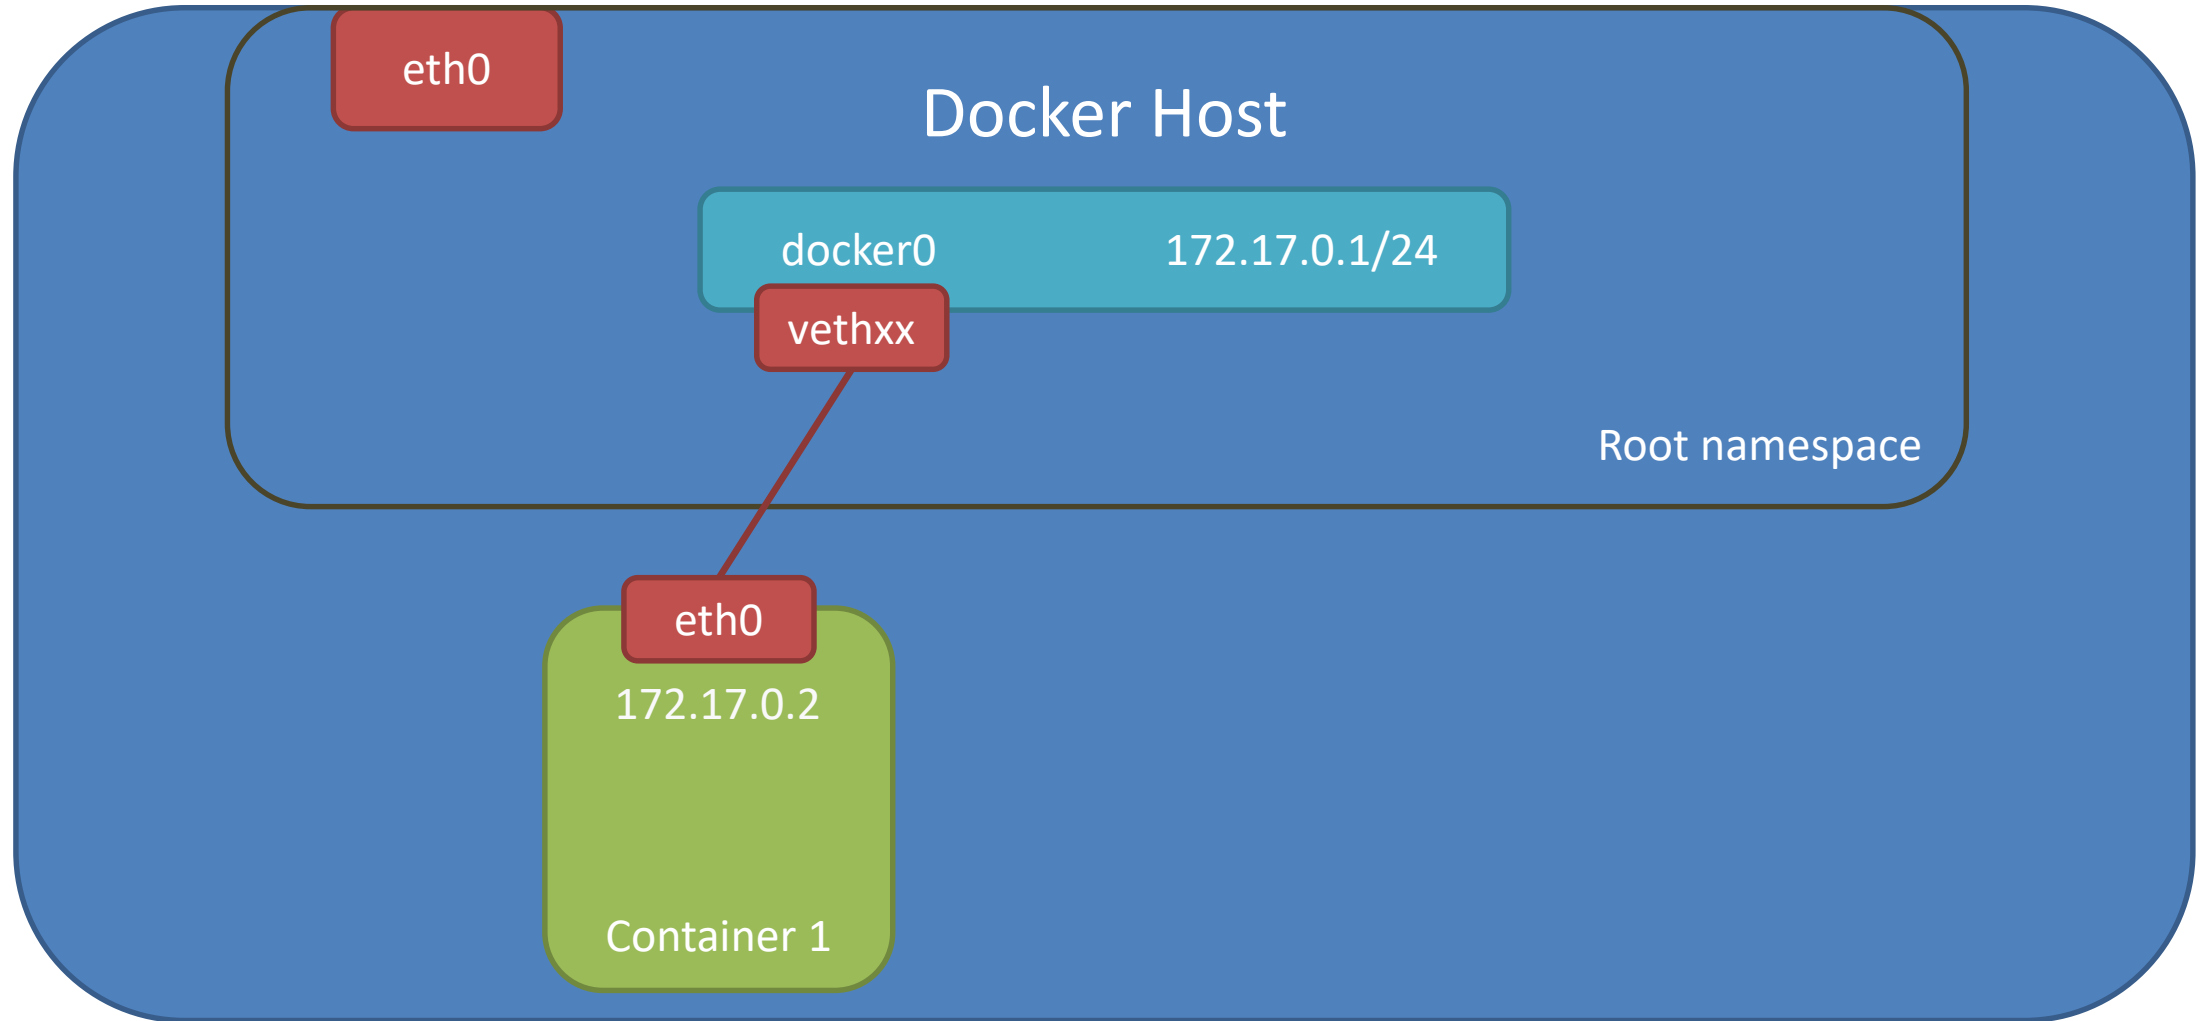 eth0
Docker Host
docker0 172.17.0.1/24
vethxx
Root namespace
eth0
172.17.0.2
Container 1